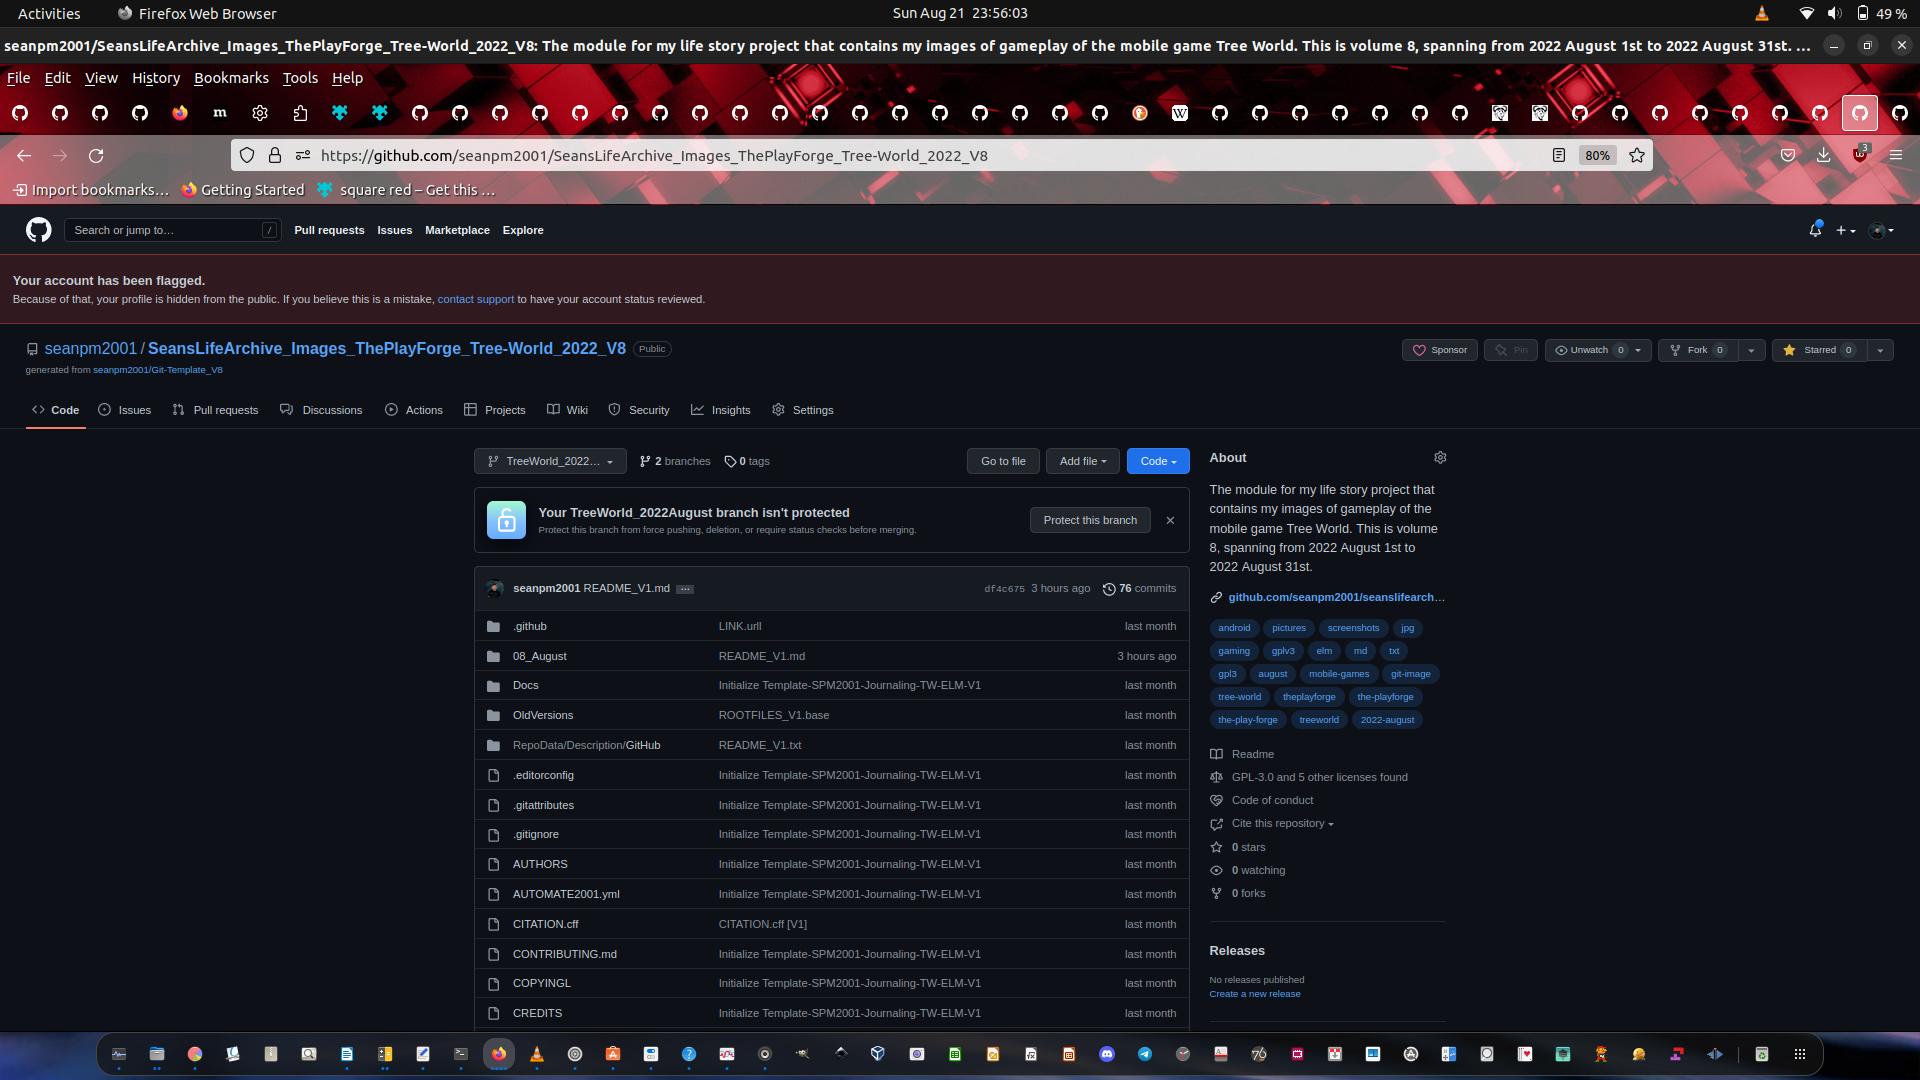 Activities
Firefox Web Browser
Sun Aug 21 23:56:03
49 %
seanpm2001/SeansLifeArchive_Images_ThePlayForge_Tree-World_2022_V8: The module for my life story project that contains my images of gameplay of the mobile game Tree World. This is volume 8, spanning from 2022 August 1st to 2022 August 31st. …
File Edit View History Bookmarks Tools Help
https://github.com/seanpm2001/SeansLifeArchive_Images_ThePlayForge_Tree-World_2022_V8
80%
3
Import bookmarks…
Getting Started
square red – Get this …
Search or jump to…
/
Pull requests Issues Marketplace Explore
Your account has been flagged.
Because of that, your profile is hidden from the public. If you believe this is a mistake, contact support to have your account status reviewed.
seanpm2001 / SeansLifeArchive_Images_ThePlayForge_Tree-World_2022_V8 Public
Sponsor
Pin
Unwatch 0
Fork 0
Starred 0
generated from seanpm2001/Git-Template_V8
Code Issues Pull requests Discussions Actions Projects Wiki Security Insights Settings
TreeWorld_2022… 2 branches 0 tags
Go to file Add file Code
Your TreeWorld_2022August branch isn't protected
Protect this branch from force pushing, deletion, or require status checks before merging.
Protect this branch
seanpm2001 README_V1.md … df4c675 3 hours ago 76 commits
.github LINK.urll last month
08_August README_V1.md 3 hours ago
Docs Initialize Template-SPM2001-Journaling-TW-ELM-V1 last month
OldVersions ROOTFILES_V1.base last month
RepoData/Description/GitHub README_V1.txt last month
.editorconfig Initialize Template-SPM2001-Journaling-TW-ELM-V1 last month
.gitattributes Initialize Template-SPM2001-Journaling-TW-ELM-V1 last month
.gitignore Initialize Template-SPM2001-Journaling-TW-ELM-V1 last month
AUTHORS Initialize Template-SPM2001-Journaling-TW-ELM-V1 last month
AUTOMATE2001.yml Initialize Template-SPM2001-Journaling-TW-ELM-V1 last month
CITATION.cff CITATION.cff [V1] last month
CONTRIBUTING.md Initialize Template-SPM2001-Journaling-TW-ELM-V1 last month
COPYINGL Initialize Template-SPM2001-Journaling-TW-ELM-V1 last month
CREDITS Initialize Template-SPM2001-Journaling-TW-ELM-V1 last month
About
The module for my life story project that
contains my images of gameplay of the
mobile game Tree World. This is volume
8, spanning from 2022 August 1st to
2022 August 31st.
github.com/seanpm2001/seanslifearch…
android pictures screenshots jpg
gaming gplv3 elm md txt
gpl3 august mobile-games git-image
tree-world theplayforge the-playforge
the-play-forge treeworld 2022-august
Readme
GPL-3.0 and 5 other licenses found
Code of conduct
Cite this repository
0 stars
0 watching
0 forks
Releases
No releases published
Create a new release